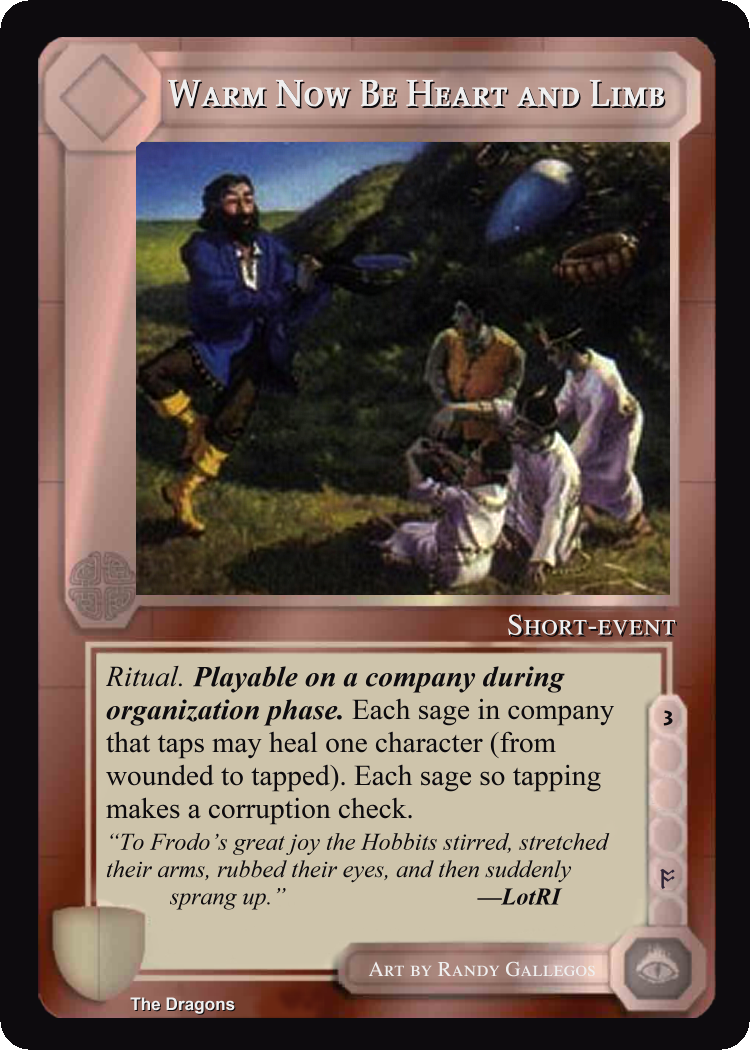 Warm Now Be Heart and Limb
Short-event
Ritual. Playable on a company during
organization phase. Each sage in company
that taps may heal one character (from
wounded to tapped). Each sage so tapping
makes a corruption check.
“To Frodo’s great joy the Hobbits stirred, stretched
their arms, rubbed their eyes, and then suddenly
sprang up.” —LotRI
3
ᚩ
Art by Randy Gallegos
The Dragons